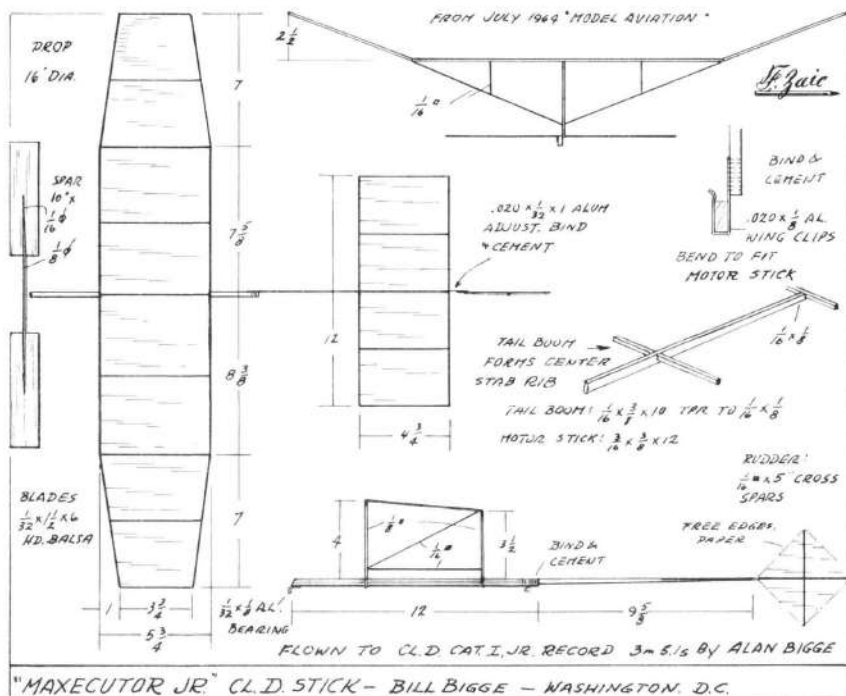 FROM JULY 1964 "MODEL AVIATION"
PROP
16" DIA.
2 1/2
7
F. Zaic
1/16 "
BIND &
CEMENT
SPAR
10" x
1/16 ϕ
1/8 ϕ
7 5/8
.020 x 1/32 x 1 ALUM
ADJUST. BIND
& CEMENT
.020 x 1/8 AL.
WING CLIPS
BEND TO FIT
MOTOR STICK
12
1/16 x 1/8
TAIL BOOM
FORMS CENTER
STAB RIB
8 3/8
TAIL BOOM: 1/16 x 3/8 x 10 TPR TO 1/16 x 1/8
MOTOR STICK: 3/16 x 3/8 x 12
4 3/4
RUDDER:
1/16 " x 5" CROSS
SPARS
BLADES
1/32 x 1 1/2 x 6
HD. BALSA
7
4
1/8 "
1/16 "
3 1/2
BIND &
CEMENT
FREE EDGES.
PAPER
1
3 3/4
5 3/4
1/32 x 1/8 AL.
BEARING
12
9 5/8
FLOWN TO CL. D. CAT. I, JR. RECORD 3m 5.1s BY ALAN BIGGE
"MAXECUTOR JR." CL. D. STICK - BILL BIGGE - WASHINGTON, D.C.